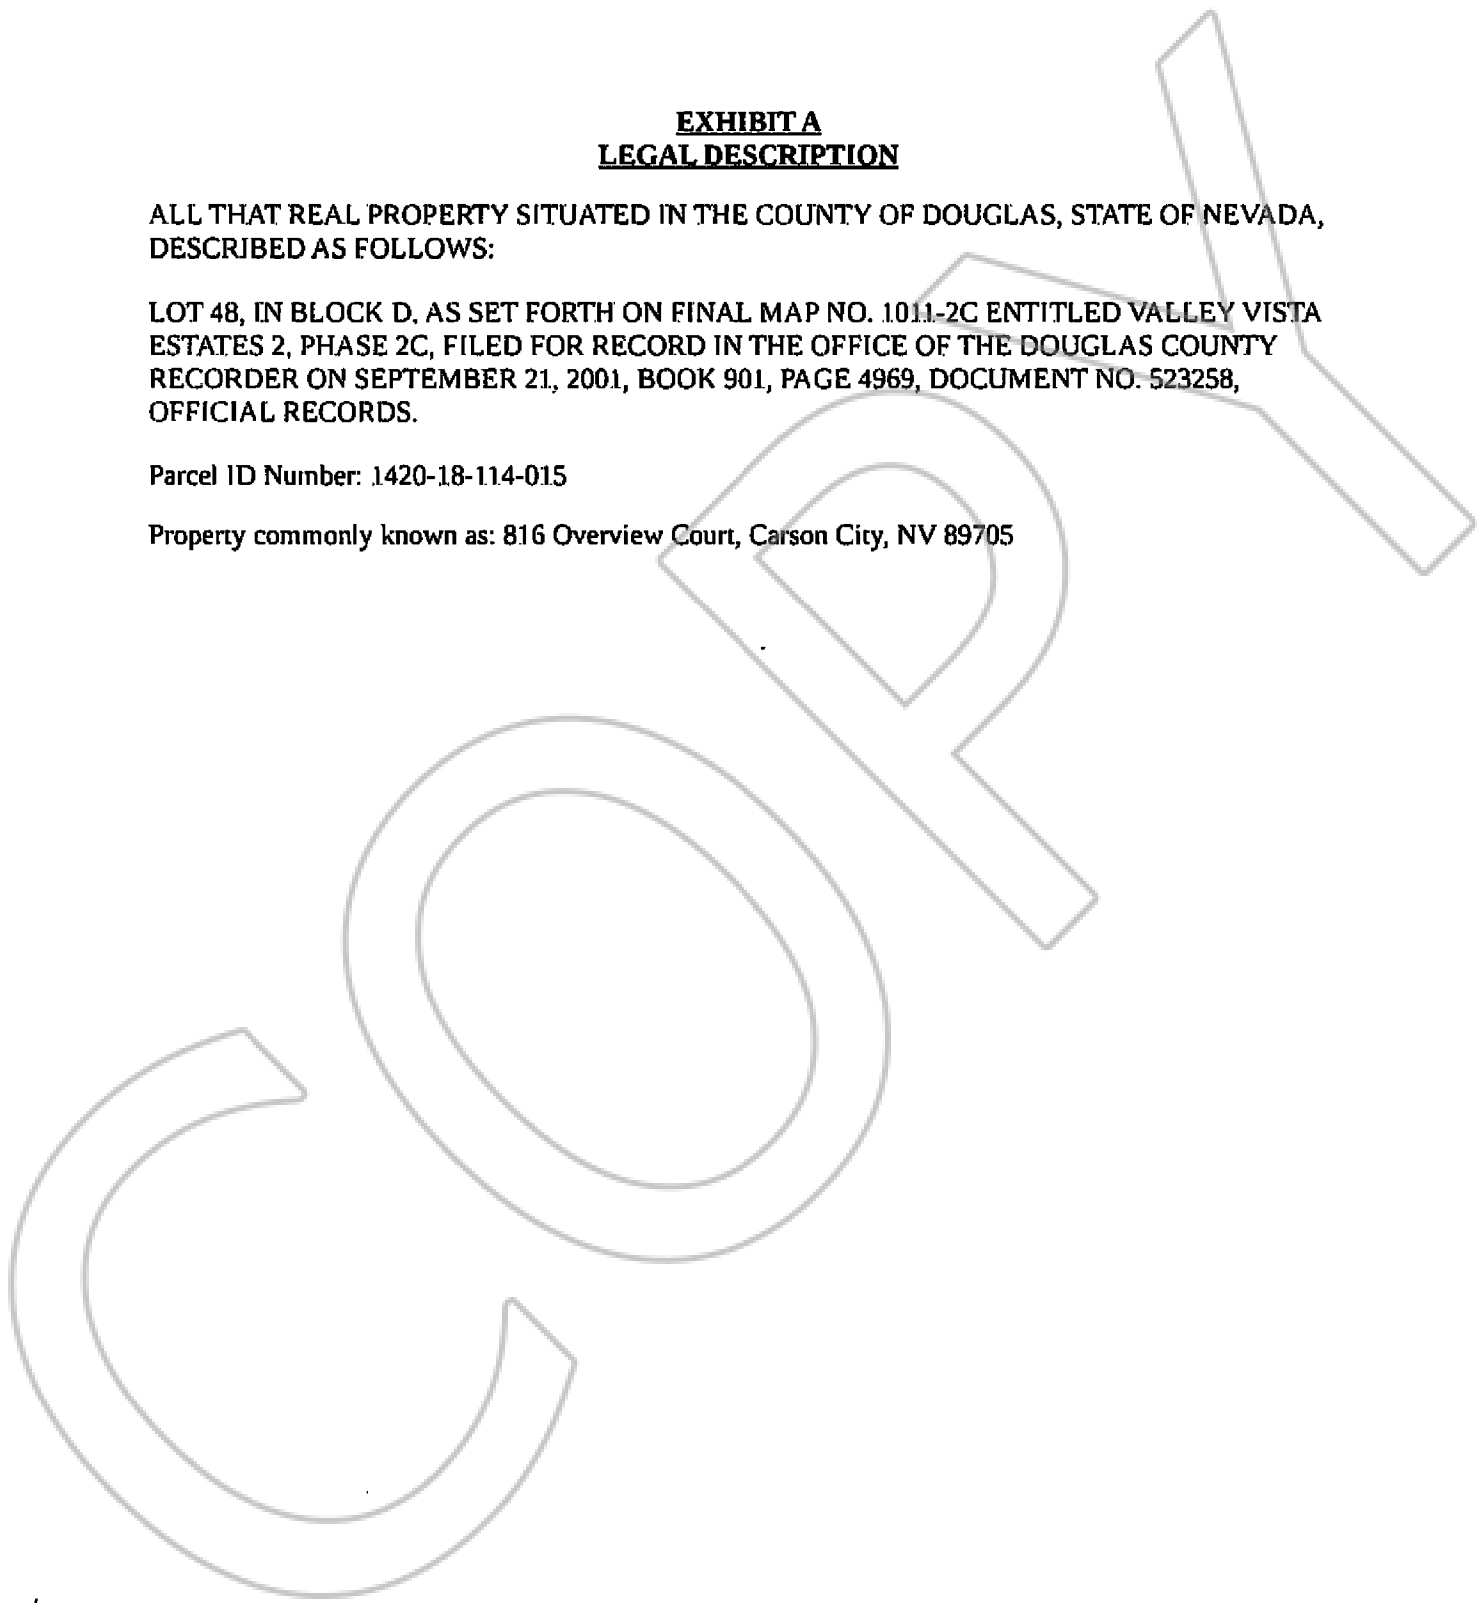 EXHIBIT A
LEGAL DESCRIPTION
ALL THAT REAL PROPERTY SITUATED IN THE COUNTY OF DOUGLAS, STATE OF NEVADA,
DESCRIBED AS FOLLOWS:
LOT 48, IN BLOCK D, AS SET FORTH ON FINAL MAP NO. 1011-2C ENTITLED VALLEY VISTA
ESTATES 2, PHASE 2C, FILED FOR RECORD IN THE OFFICE OF THE DOUGLAS COUNTY
RECORDER ON SEPTEMBER 21, 2001, BOOK 901, PAGE 4969, DOCUMENT NO. 523258,
OFFICIAL RECORDS.
Parcel ID Number: 1420-18-114-015
Property commonly known as: 816 Overview Court, Carson City, NV 89705
COPY